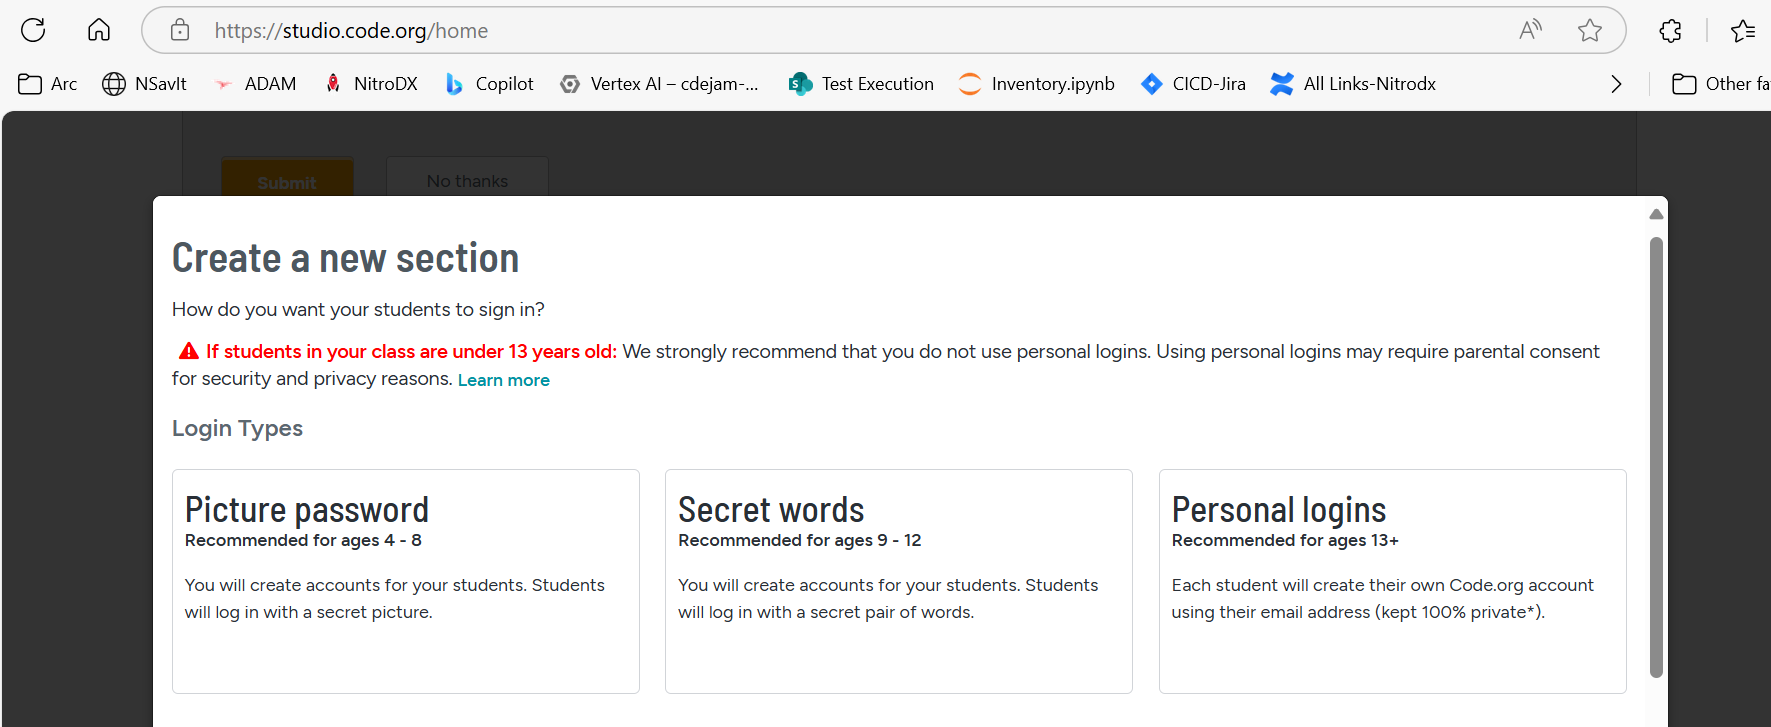 https://studio.code.org/home
Arc NSavIt ADAM NitroDX Copilot Vertex AI – cdejam-... Test Execution Inventory.ipynb CICD-Jira All Links-Nitrodx Other fa
Submit No thanks
Create a new section
How do you want your students to sign in?
If students in your class are under 13 years old: We strongly recommend that you do not use personal logins. Using personal logins may require parental consent
for security and privacy reasons. Learn more
Login Types
Picture password
Recommended for ages 4 - 8
You will create accounts for your students. Students
will log in with a secret picture.
Secret words
Recommended for ages 9 - 12
You will create accounts for your students. Students
will log in with a secret pair of words.
Personal logins
Recommended for ages 13+
Each student will create their own Code.org account
using their email address (kept 100% private*).